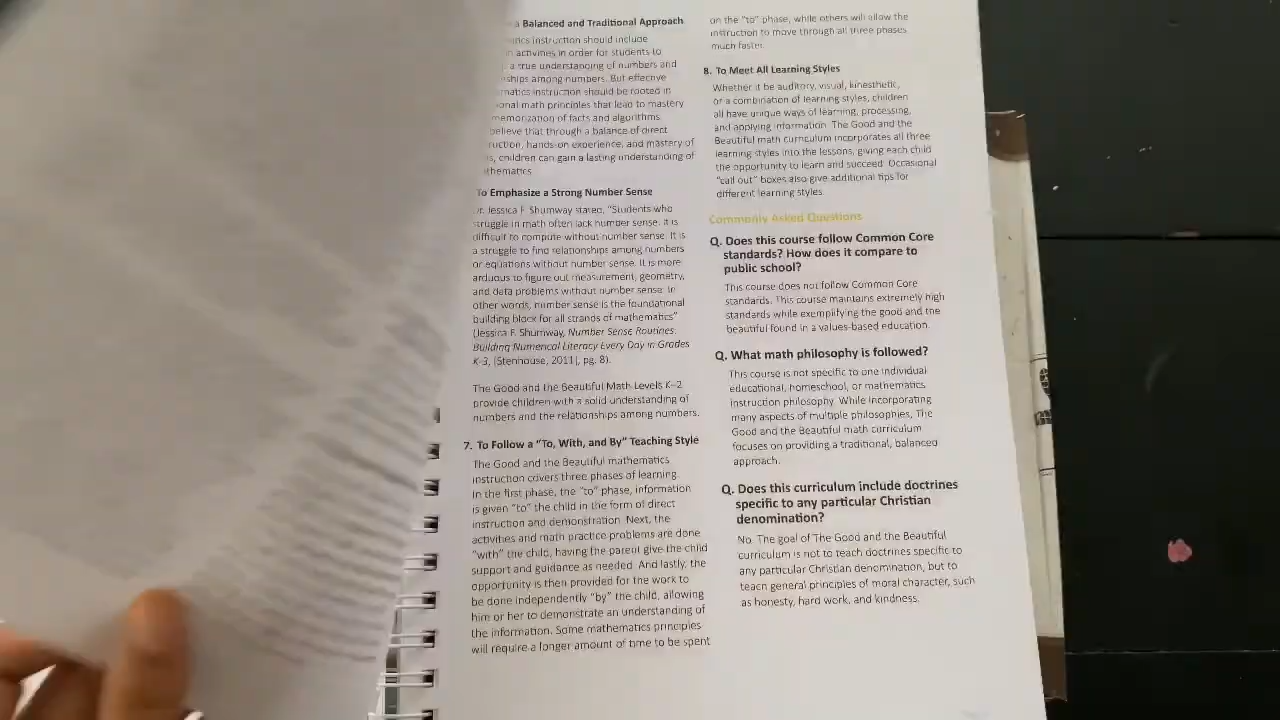 a Balanced and Traditional Approach
instruction should include
activities in order for students to
a true understanding of numbers and
among numbers. But effective
instruction should be rooted in
math principles that lead to mastery
memorization of facts and algorithms
believe that through a balance of direct
hands-on experience, and mastery of
children can gain a lasting understanding of
To Emphasize a Strong Number Sense
Jessica F. Shumway stated, "Students who
struggle in math often lack number sense. It is
difficult to compute without number sense. It is
a struggle to find relationships among numbers
or equations without number sense. It is more
arduous to figure out measurement, geometry,
and data problems without number sense. In
other words, number sense is the foundational
building block for all strands of mathematics"
(Jessica F. Shumway, Number Sense Routines:
Building Numerical Literacy Every Day in Grades
K-3, [Stenhouse, 2011], pg. 8).
The Good and the Beautiful Math Levels K–2
provide children with a solid understanding of
numbers and the relationships among numbers.
7. To Follow a "To, With, and By" Teaching Style
The Good and the Beautiful mathematics
instruction covers three phases of learning.
In the first phase, the "to" phase, information
is given "to" the child in the form of direct
instruction and demonstration. Next, the
activities and math practice problems are done
"with" the child, having the parent give the child
support and guidance as needed. And lastly, the
opportunity is then provided for the work to
be done independently "by" the child, allowing
him or her to demonstrate an understanding of
the information. Some mathematics principles
will require a longer amount of time to be spent
on the "to" phase, while others will allow the
instruction to move through all three phases
much faster.
8. To Meet All Learning Styles
Whether it be auditory, visual, kinesthetic,
or a combination of learning styles, children
all have unique ways of learning, processing,
and applying information. The Good and the
Beautiful math curriculum incorporates all three
learning styles into the lessons, giving each child
the opportunity to learn and succeed. Occasional
"call out" boxes also give additional tips for
different learning styles.
Commonly Asked Questions
Q. Does this course follow Common Core
standards? How does it compare to
public school?
This course does not follow Common Core
standards. This course maintains extremely high
standards while exemplifying the good and the
beautiful found in a values-based education.
Q. What math philosophy is followed?
This course is not specific to one individual
educational, homeschool, or mathematics
instruction philosophy. While incorporating
many aspects of multiple philosophies, The
Good and the Beautiful math curriculum
focuses on providing a traditional, balanced
approach.
Q. Does this curriculum include doctrines
specific to any particular Christian
denomination?
No. The goal of The Good and the Beautiful
curriculum is not to teach doctrines specific to
any particular Christian denomination, but to
teach general principles of moral character, such
as honesty, hard work, and kindness.